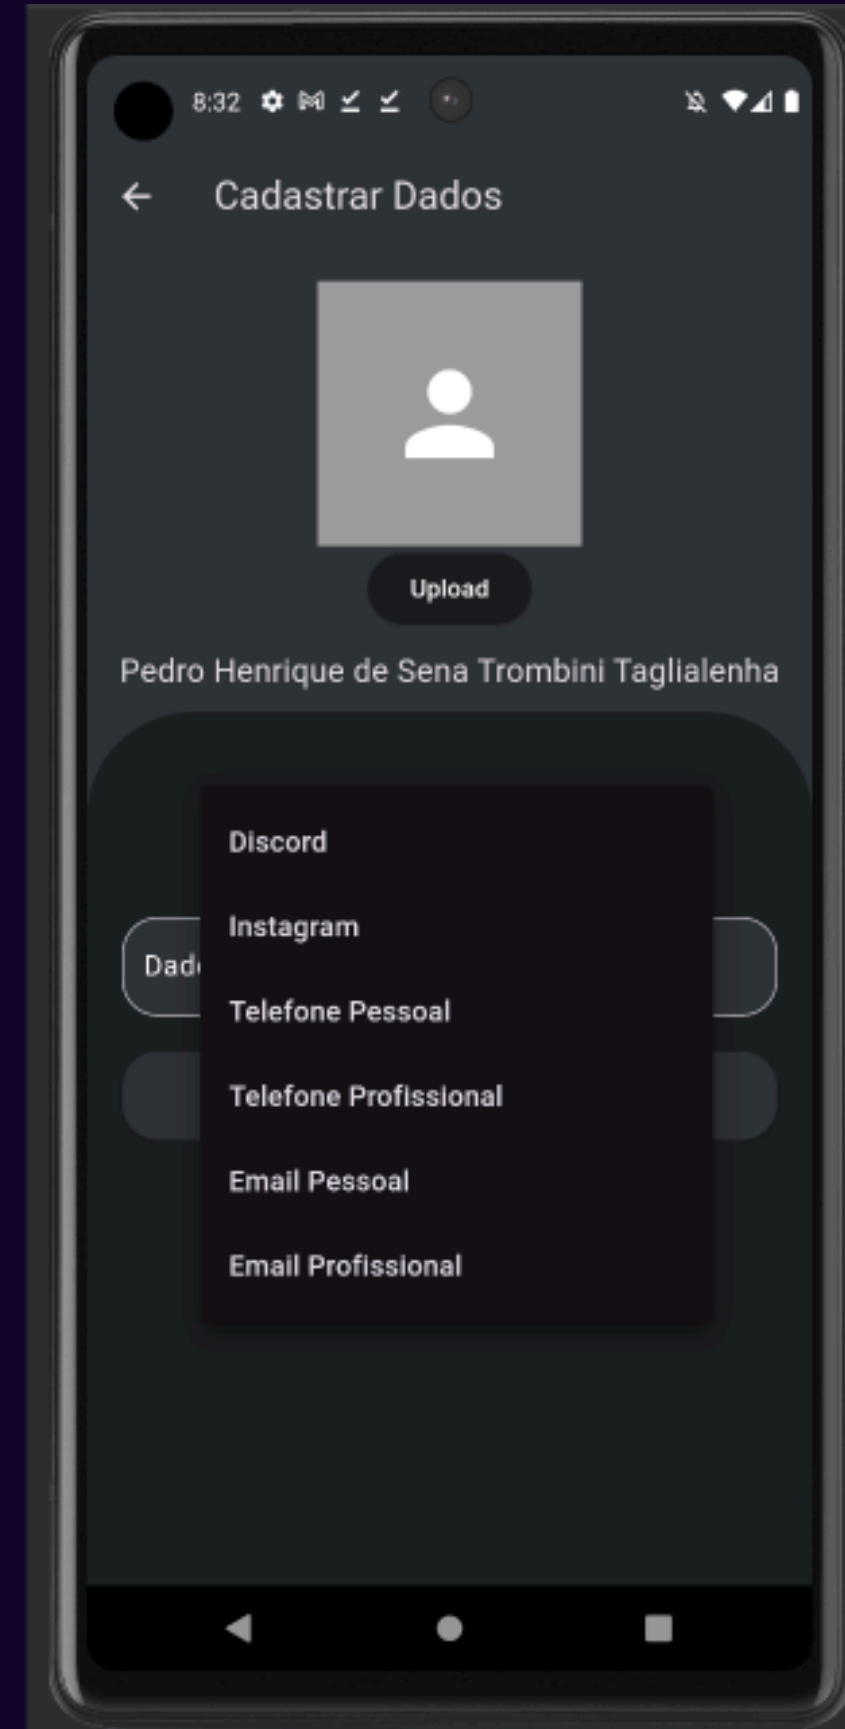 8:32
Cadastrar Dados
Upload
Pedro Henrique de Sena Trombini Taglialenha
Discord
Instagram
Dad
Telefone Pessoal
Telefone Profissional
Email Pessoal
Email Profissional